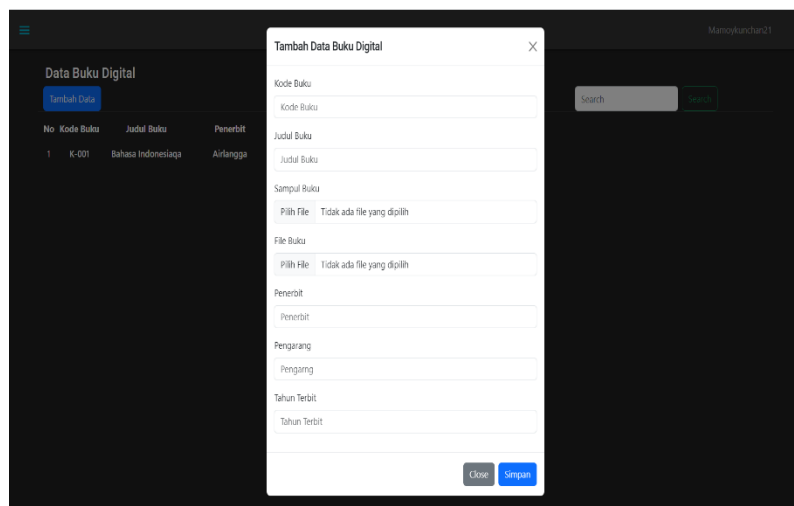 Mamoykunchan21
Data Buku Digital
Tambah Data
Search
Search
No Kode Buku Judul Buku Penerbit
1 K-001 Bahasa Indonesiaqa Airlangga
Tambah Data Buku Digital
Kode Buku
Kode Buku
Judul Buku
Judul Buku
Sampul Buku
Pilih File Tidak ada file yang dipilih
File Buku
Pilih File Tidak ada file yang dipilih
Penerbit
Penerbit
Pengarang
Pengarng
Tahun Terbit
Tahun Terbit
Close Simpan